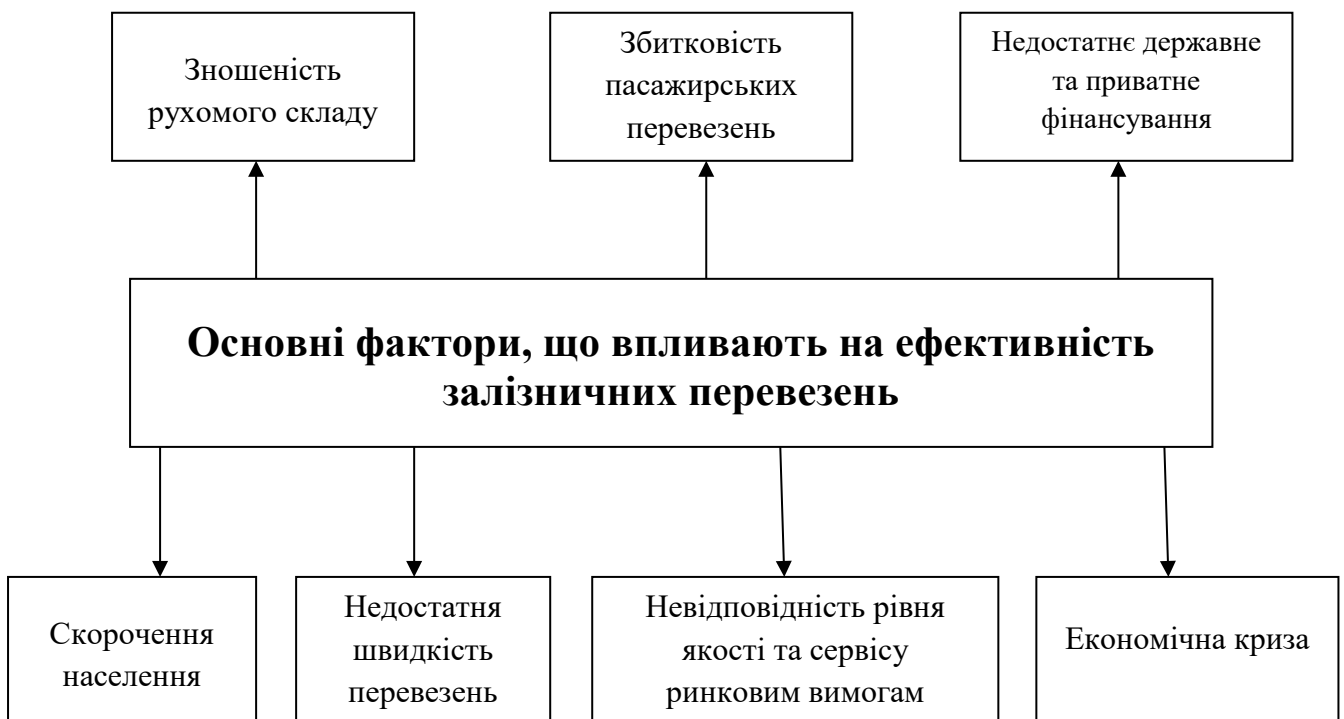 Зношеність
рухомого складу
Збитковість
пасажирських
перевезень
Недостатнє державне
та приватне
фінансування
Основні фактори, що впливають на ефективність
залізничних перевезень
Скорочення
населення
Недостатня
швидкість
перевезень
Невідповідність рівня
якості та сервісу
ринковим вимогам
Економічна криза